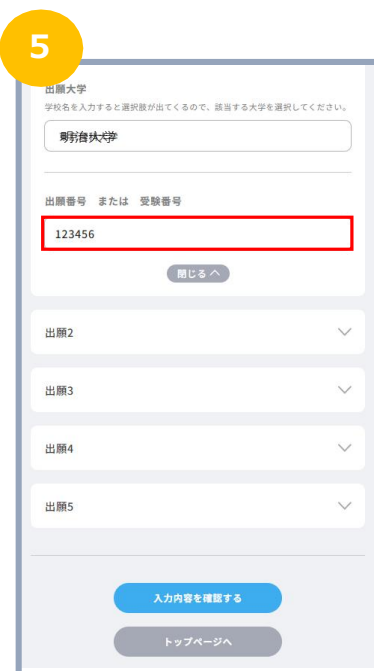 5
出願大学
学校名を入力すると選択肢が出てくるので、該当する大学を選択してください。
出願番号 または 受験番号
123456
閉じる
出願2
出願3
出願4
出願5
入力内容を確認する
トップページへ